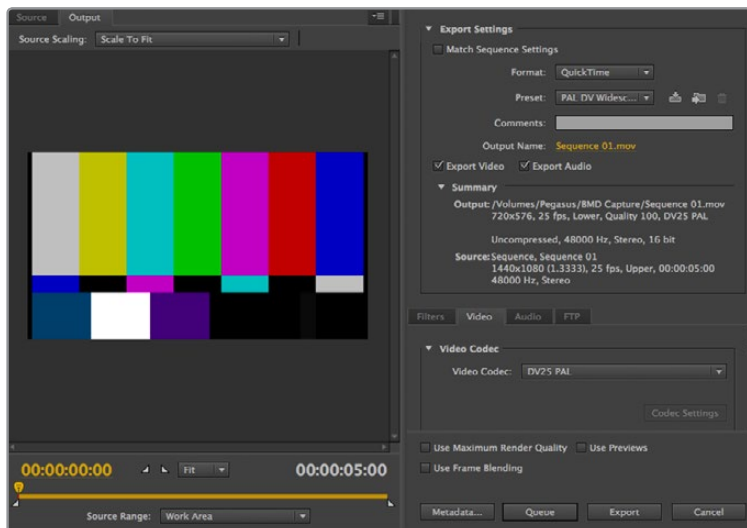 Source
Output
Source Scaling: Scale To Fit
00:00:00:00
Fit
00:00:05:00
Source Range: Work Area
Export Settings
Match Sequence Settings
Format: QuickTime
Preset: PAL DV Widesc...
Comments:
Output Name: Sequence 01.mov
Export Video
Export Audio
Summary
Output: /Volumes/Pegasus/BMD Capture/Sequence 01.mov
720x576, 25 fps, Lower, Quality 100, DV25 PAL
Uncompressed, 48000 Hz, Stereo, 16 bit
Source: Sequence, Sequence 01
1440x1080 (1.3333), 25 fps, Upper, 00:00:05:00
48000 Hz, Stereo
Filters
Video
Audio
FTP
Video Codec
Video Codec: DV25 PAL
Codec Settings
Use Maximum Render Quality
Use Previews
Use Frame Blending
Metadata...
Queue
Export
Cancel